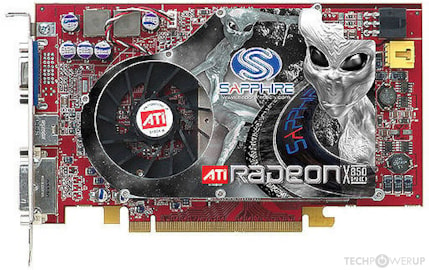 SAPPHIRE
ATI
SAPPHIRE
ATI RADEON X850
TECHPOWERUP